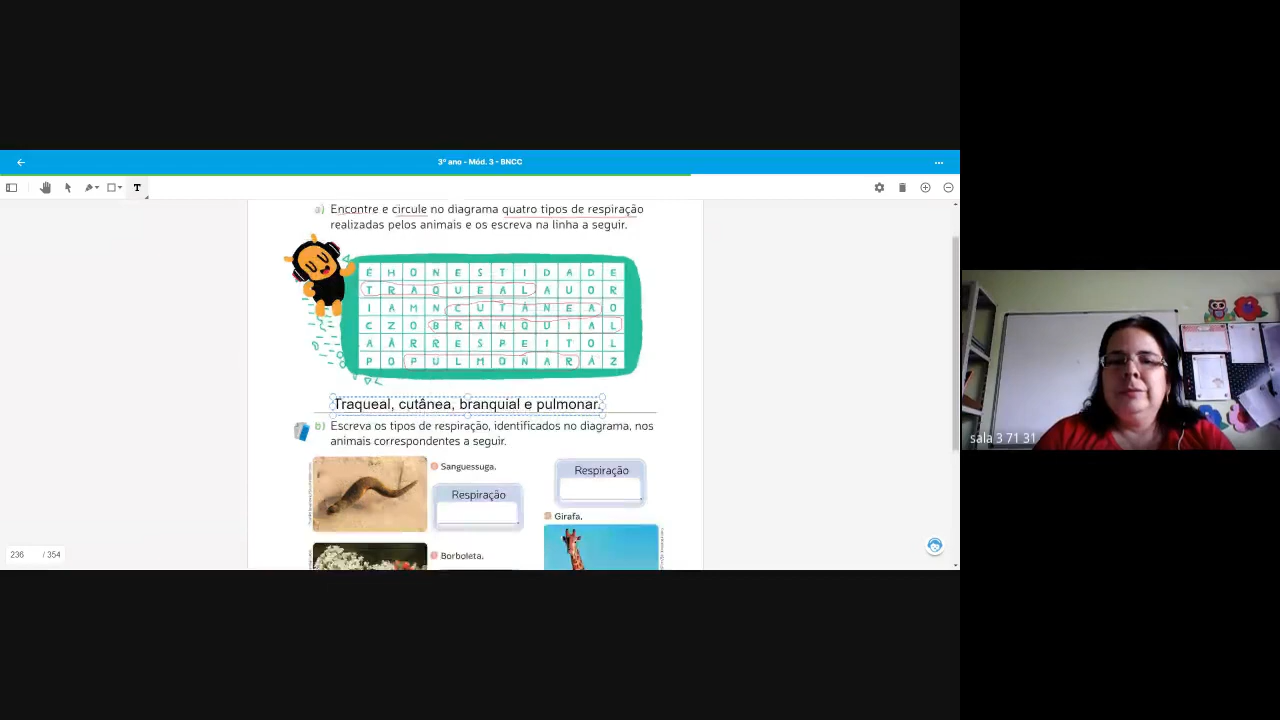 3º ano - Mód. 3 - BNCC
T
a) Encontre e circule no diagrama quatro tipos de respiração
realizadas pelos animais e os escreva na linha a seguir.
E H O N E S T I D A D E
T R A Q U E A L A U O R
I A M N C U T Â N E A O
C Z O B R A N Q U I A L
A Ã R R E S P E I T O L
P O P U L M O N A R Á Z
Traqueal, cutânea, branquial e pulmonar.
b) Escreva os tipos de respiração, identificados no diagrama, nos
animais correspondentes a seguir.
Sanguessuga.
Respiração
Respiração
Girafa.
Borboleta.
236 / 354
sala 3 71 31